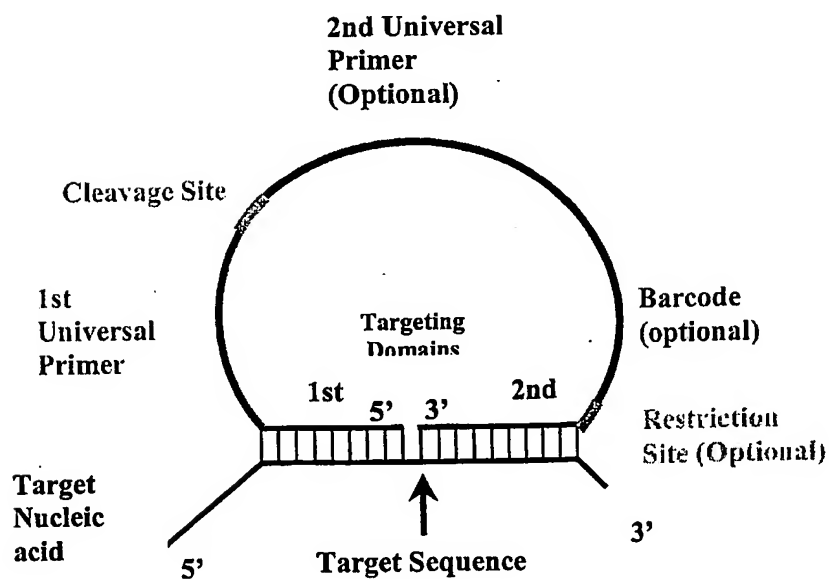 2nd Universal
Primer
(Optional)
Cleavage Site
1st
Universal
Primer
Targeting
Domains
Barcode
(optional)
1st
5’
3’
2nd
Restriction
Site (Optional)
Target
Nucleic
acid
5’
Target Sequence
3’